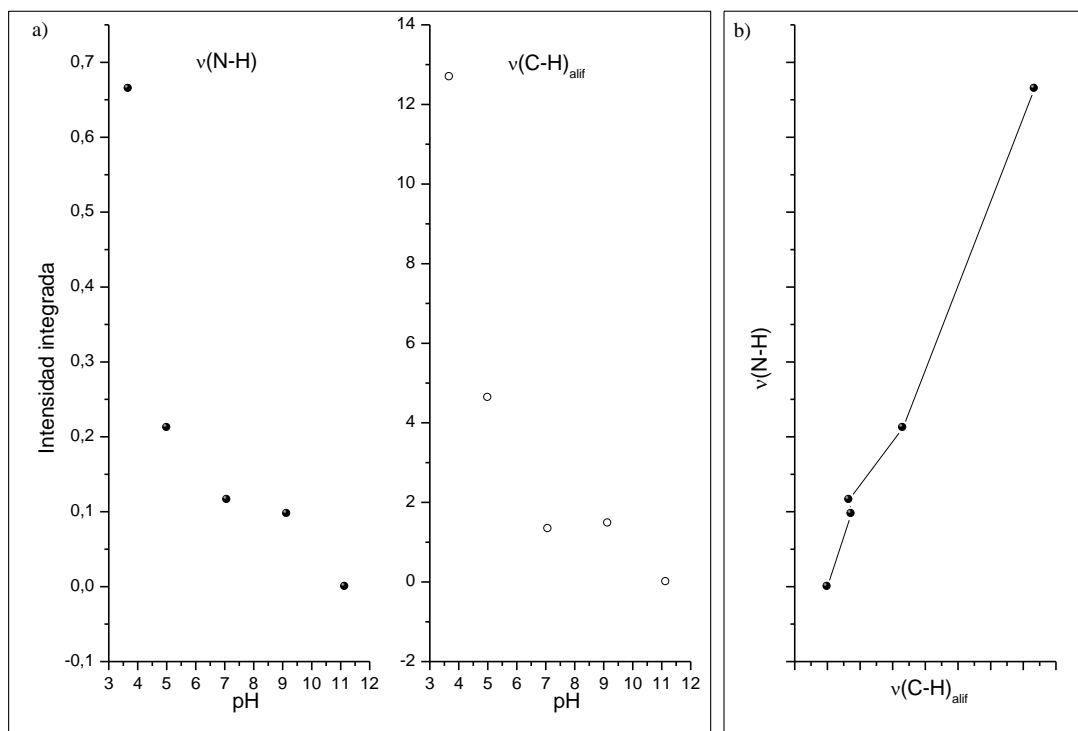 a)
ν(N-H)
Intensidad integrada
0,7
0,6
0,5
0,4
0,3
0,2
0,1
0,0
-0,1
3 4 5 6 7 8 9 10 11 12
pH
ν(C-H)alif
14
12
10
8
6
4
2
0
-2
3 4 5 6 7 8 9 10 11 12
pH
b)
ν(N-H)
ν(C-H)alif